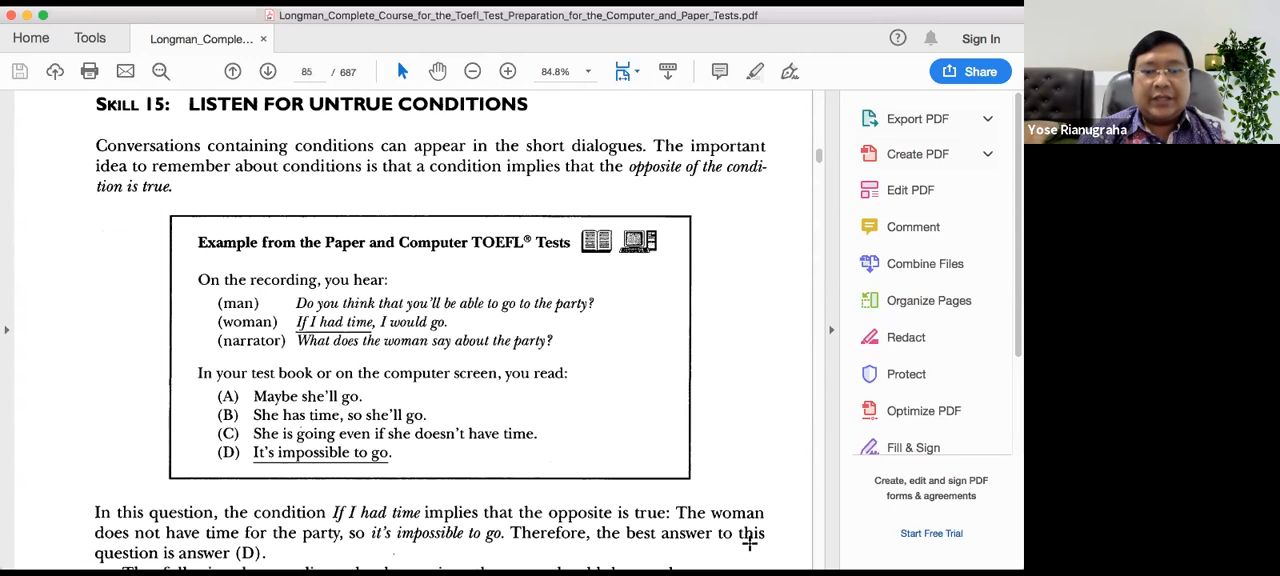 Longman_Complete_Course_for_the_Toefl_Test_Preparation_for_the_Computer_and_Paper_Tests.pdf
Home Tools Longman_Comple... × Sign In
85 / 687 84.8% Share
SKILL 15: LISTEN FOR UNTRUE CONDITIONS
Conversations containing conditions can appear in the short dialogues. The important
idea to remember about conditions is that a condition implies that the opposite of the condi-
tion is true.
Example from the Paper and Computer TOEFL® Tests
On the recording, you hear:
(man) Do you think that you'll be able to go to the party?
(woman) If I had time, I would go.
(narrator) What does the woman say about the party?
In your test book or on the computer screen, you read:
(A) Maybe she'll go.
(B) She has time, so she'll go.
(C) She is going even if she doesn't have time.
(D) It's impossible to go.
In this question, the condition If I had time implies that the opposite is true: The woman
does not have time for the party, so it's impossible to go. Therefore, the best answer to this
question is answer (D).
Export PDF
Create PDF
Edit PDF
Comment
Combine Files
Organize Pages
Redact
Protect
Optimize PDF
Fill & Sign
Create, edit and sign PDF
forms & agreements
Start Free Trial
Yose Rianugraha